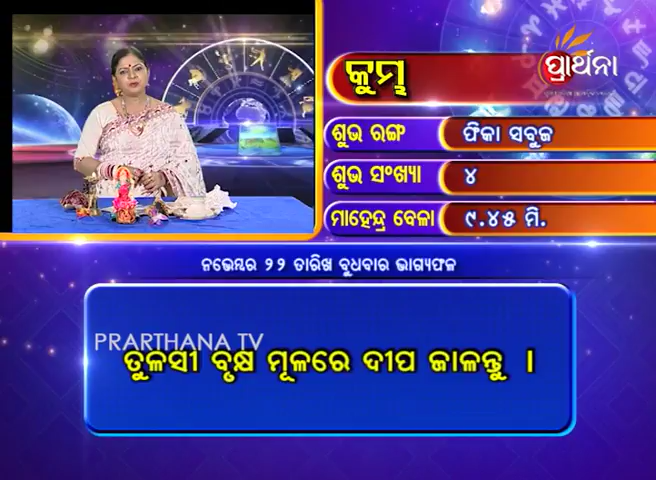 କୁମ୍ଭ
ପ୍ରାର୍ଥନା
ଶୁଭ ରଙ୍ଗ
ଫିକା ସବୁଜ
ଶୁଭ ସଂଖ୍ୟା
୪
ମାହେନ୍ଦ୍ର ବେଳା
୯.୪୫ ମି.
ନଭେମ୍ବର ୨୨ ତାରିଖ ବୁଧବାର ଭାଗ୍ୟଫଳ
PRARTHANA TV
ତୁଳସୀ ବୃକ୍ଷ ମୂଳରେ ଦୀପ ଜାଳନ୍ତୁ ।